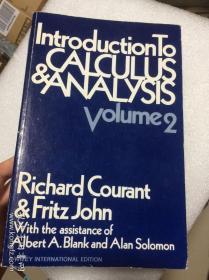 Introduction To
CALCULUS
& ANALYSIS
Volume 2
Richard Courant
& Fritz John
With the assistance of
Albert A. Blank and Alan Solomon
WILEY INTERNATIONAL EDITION